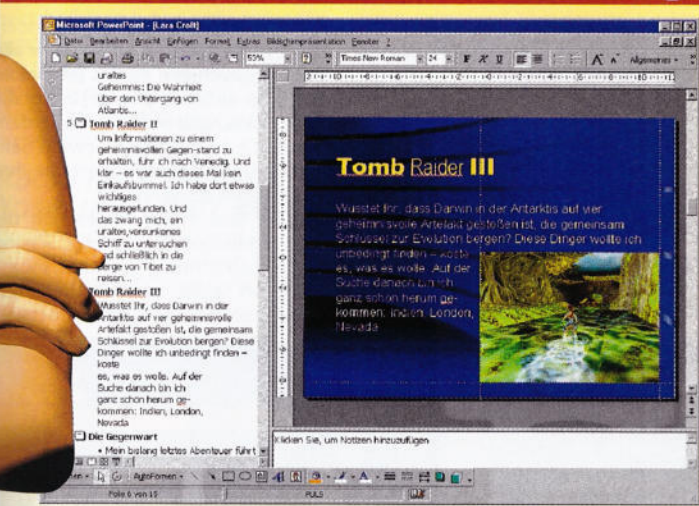 Microsoft PowerPoint - [Lara Croft]
Datei Bearbeiten Ansicht Einfügen Format Extras Bildschirmpräsentation Fenster ?
53%
Times New Roman
24
F K U
Allgemeines
uraltes
Geheimnis: Die Wahrheit
über den Untergang von
Atlantis...
5 Tomb Raider II
Um Informationen zu einem
geheimnisvollen Gegen-stand zu
erhalten, fuhr ich nach Venedig. Und
klar – es war auch dieses Mal kein
Einkaufsbummel. Ich habe dort etwas
wichtiges
herausgefunden. Und
das zwang mich, ein
uraltes,versunkenes
Schiff zu untersuchen
und schließlich in die
Berge von Tibet zu
reisen...
Tomb Raider III
Wusstet Ihr, dass Darwin in der
Antarktis auf vier geheimnisvolle
Artefakt gestoßen ist, die gemeinsam
Schlüssel zur Evolution bergen? Diese
Dinger wollte ich unbedingt finden –
koste
es, was es wolle. Auf der
Suche danach bin ich
ganz schön herum ge-
kommen: Indien, London,
Nevada
Die Gegenwart
• Mein bislang letztes Abenteuer führt
Tomb Raider III
Wusstet Ihr, dass Darwin in der Antarktis auf vier
geheimnisvolle Artefakt gestoßen ist, die gemeinsam
Schlüssel zur Evolution bergen? Diese Dinger wollte ich
unbedingt finden – koste
es, was es wolle. Auf der
Suche danach bin ich
ganz schön herum ge-
kommen: Indien, London,
Nevada
Klicken Sie, um Notizen hinzuzufügen
AutoFormen
Folie 6 von 15
PULS